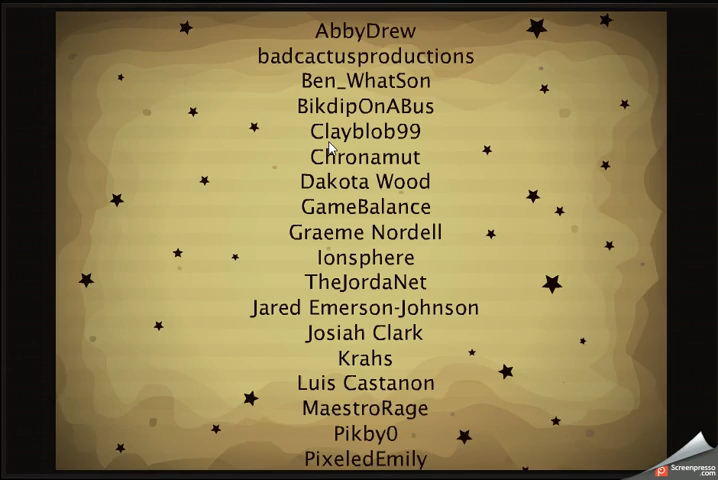 AbbyDrew
badcactusproductions
Ben_WhatSon
BikdipOnABus
Clayblob99
Chronamut
Dakota Wood
GameBalance
Graeme Nordell
Ionsphere
TheJordaNet
Jared Emerson-Johnson
Josiah Clark
Krahs
Luis Castanon
MaestroRage
Pikby0
PixeledEmily
Screenpresso
.com